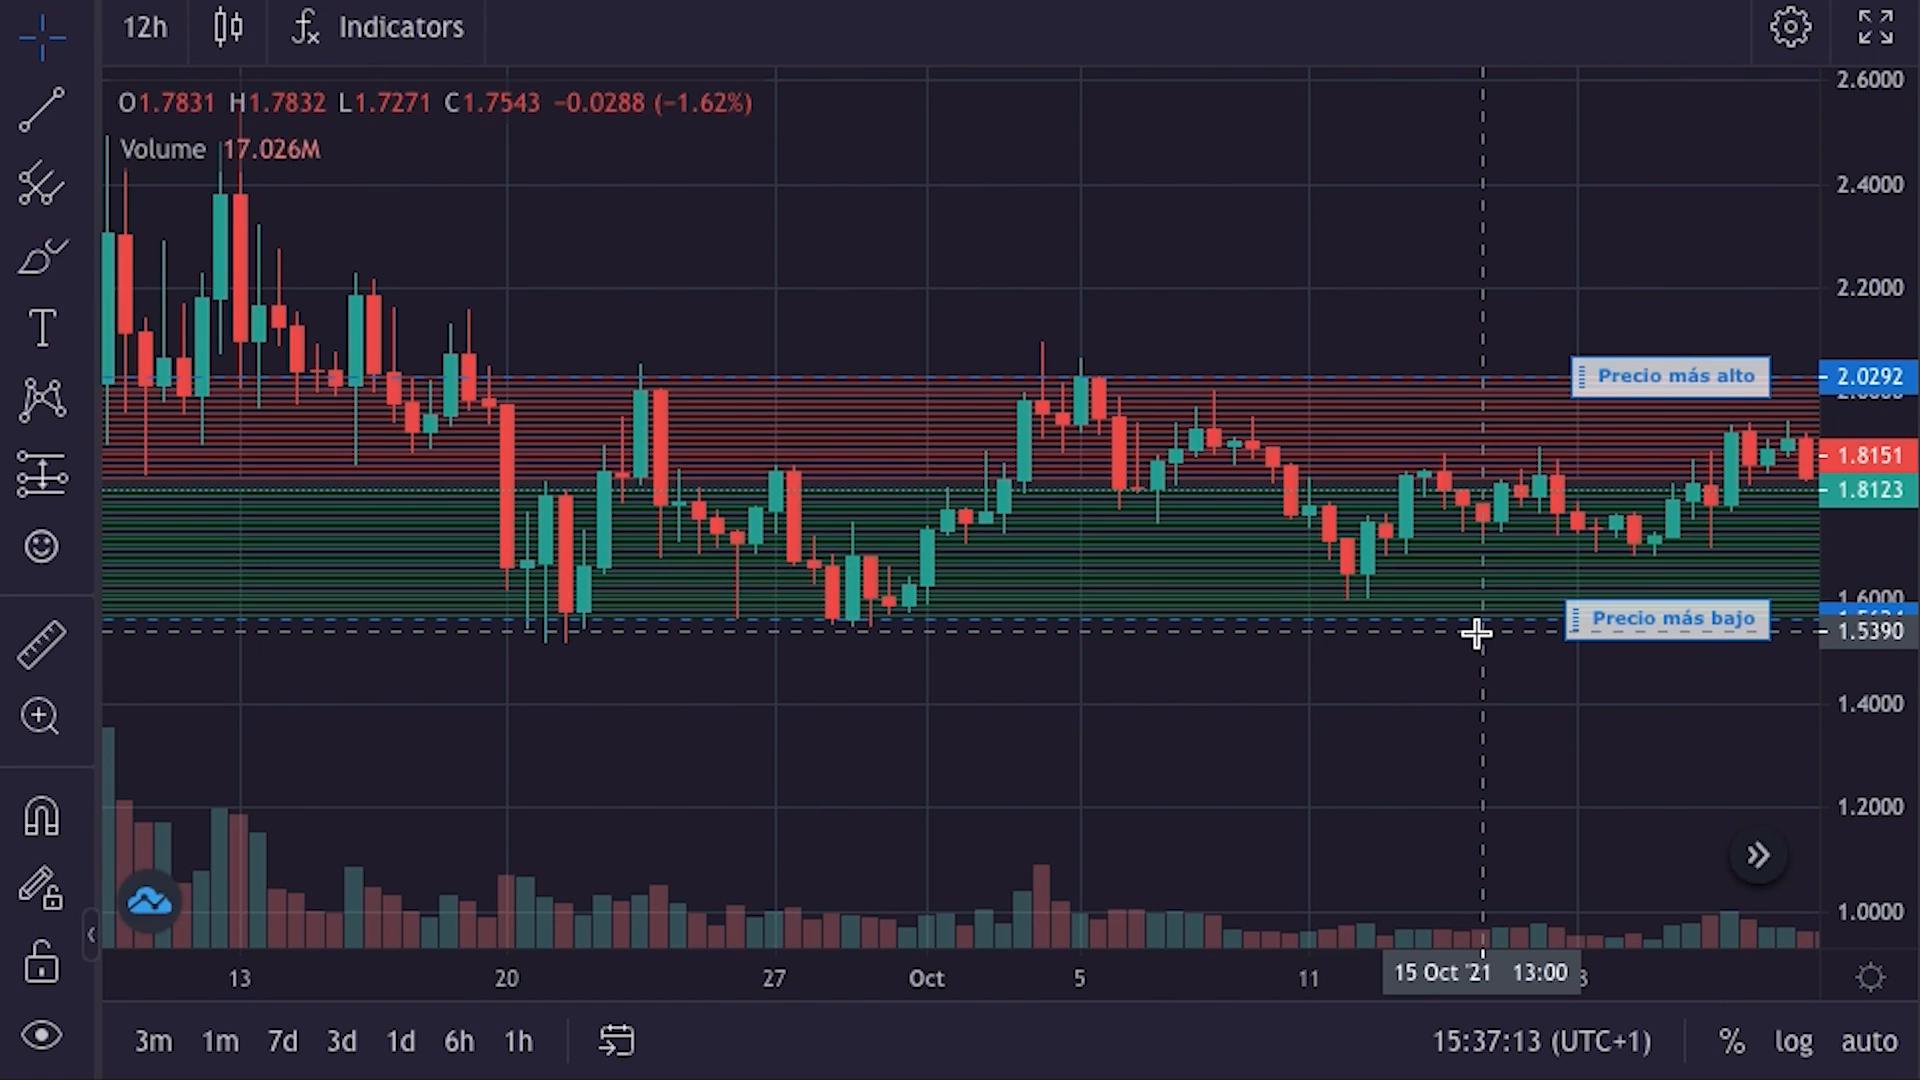 12h
Indicators
O1.7831 H1.7832 L1.7271 C1.7543 −0.0288 (−1.62%)
Volume 17.026M
2.6000
2.4000
2.2000
Precio más alto
2.0292
1.8151
1.8123
1.6000
Precio más bajo
1.5390
1.4000
1.2000
1.0000
13
20
27
Oct
5
11
15 Oct '21 13:00
3m
1m
7d
3d
1d
6h
1h
15:37:13 (UTC+1)
%
log
auto